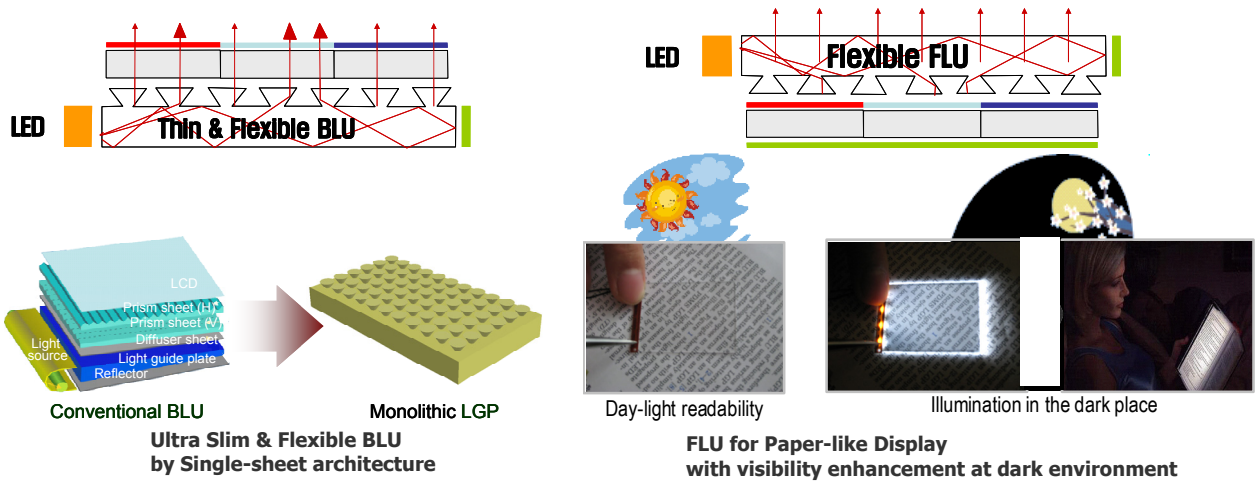 LED
Thin & Flexible BLU
LCD
Prism sheet (H)
Prism sheet (V)
Diffuser sheet
Light guide plate
Reflector
Light
source
Conventional BLU
Monolithic LGP
Ultra Slim & Flexible BLU
by Single-sheet architecture
LED
Flexible FLU
Day-light readability
Illumination in the dark place
FLU for Paper-like Display
with visibility enhancement at dark environment